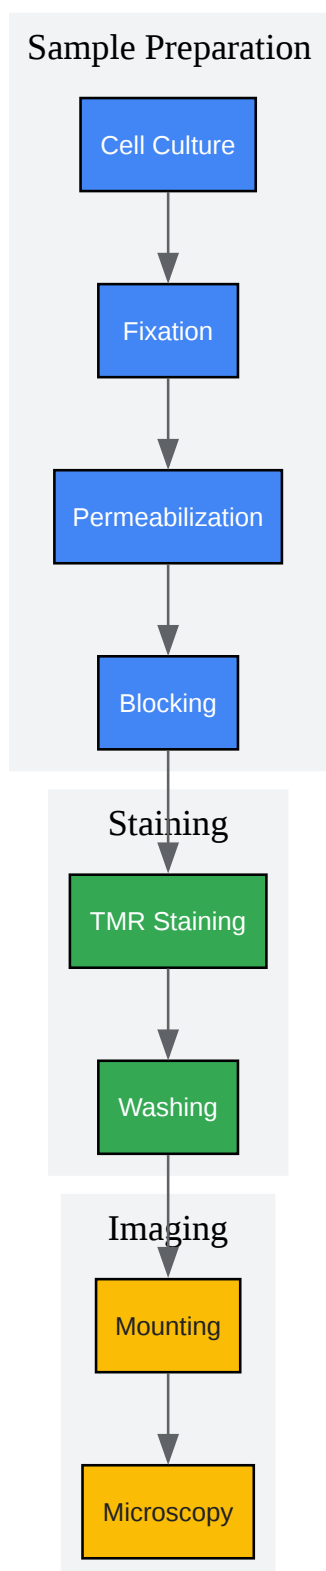 Sample Preparation
Cell Culture
Fixation
Permeabilization
Blocking
Staining
TMR Staining
Washing
Imaging
Mounting
Microscopy